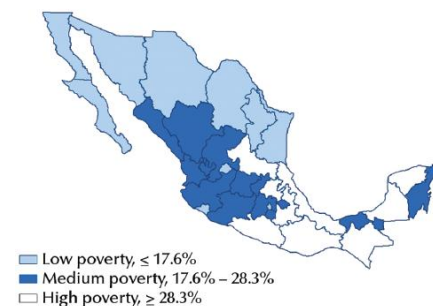 Low poverty, ≤ 17.6%
Medium poverty, 17.6% – 28.3%
High poverty, ≥ 28.3%